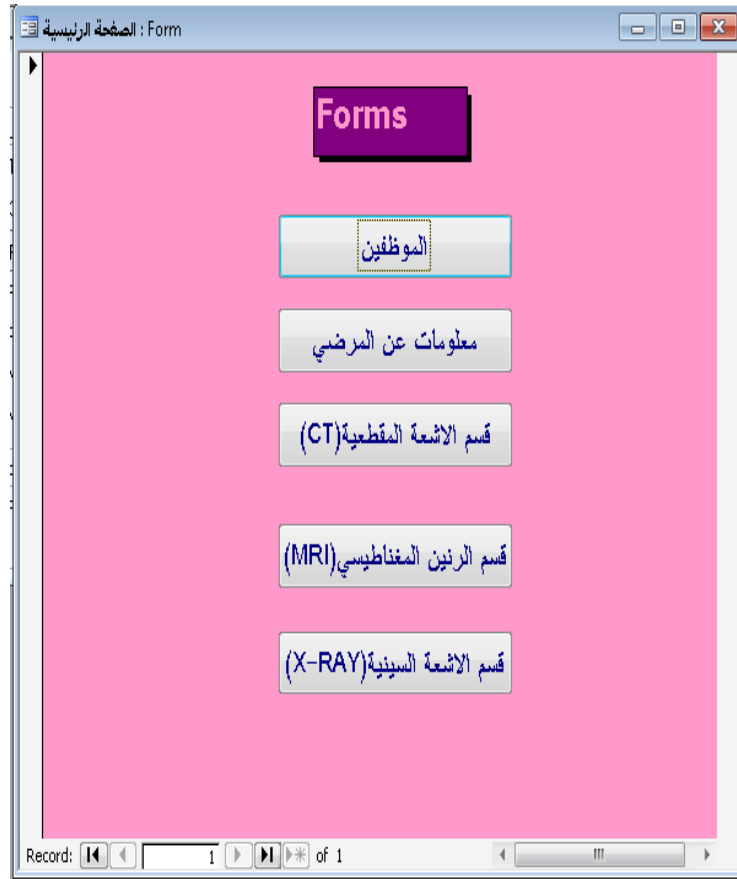 الصفحة الرئيسية : Form
Forms
الموظفين
معلومات عن المرضي
قسم الاشعة المقطعية(CT)
قسم الرنين المغناطيسي(MRI)
قسم الاشعة السينية(X-RAY)
Record: 1 of 1